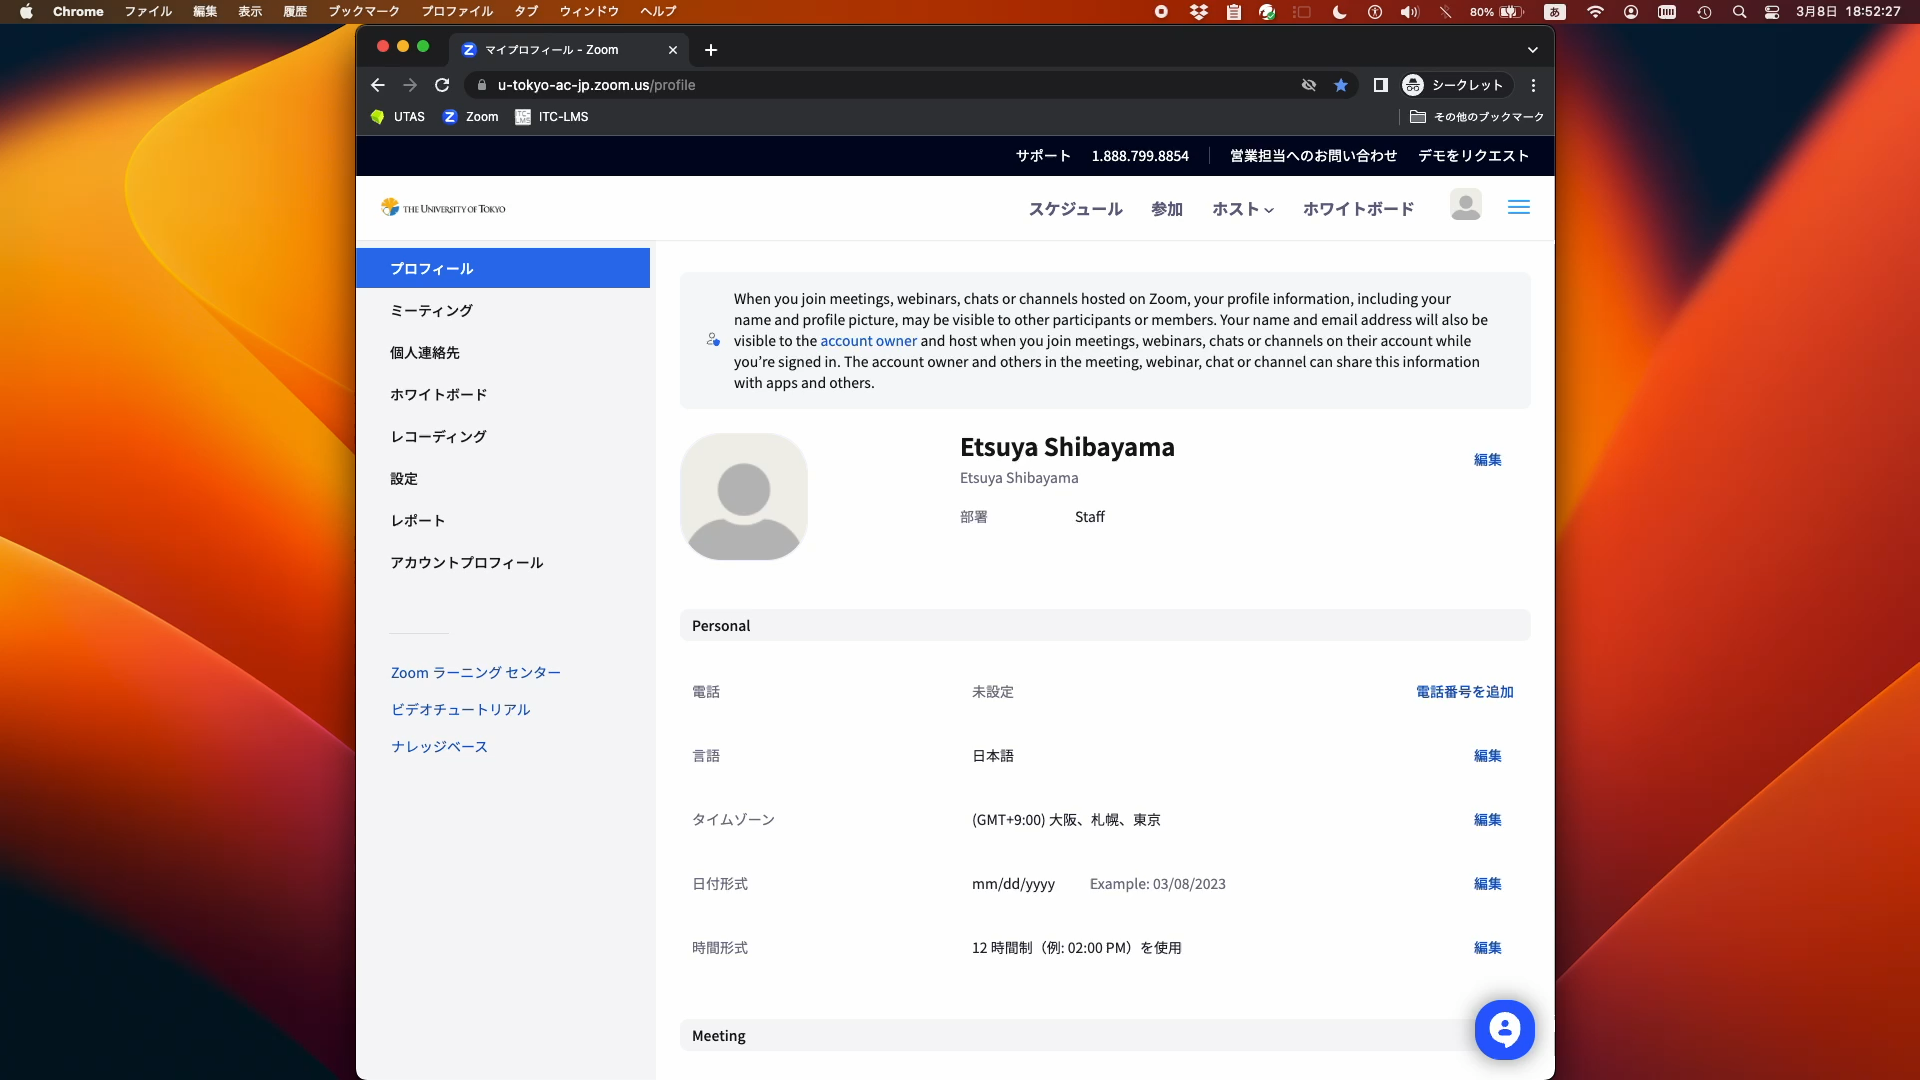 Chrome ファイル 編集 表示 履歴 ブックマーク プロファイル タブ ウィンドウ ヘルプ 80% あ 3月8日 18:52:27
マイプロフィール - Zoom
u-tokyo-ac-jp.zoom.us/profile シークレット
UTAS Zoom ITC-LMS その他のブックマーク
サポート 1.888.799.8854 営業担当へのお問い合わせ デモをリクエスト
THE UNIVERSITY OF TOKYO スケジュール 参加 ホスト ホワイトボード
プロフィール
ミーティング
個人連絡先
ホワイトボード
レコーディング
設定
レポート
アカウントプロフィール
Zoom ラーニング センター
ビデオチュートリアル
ナレッジベース
When you join meetings, webinars, chats or channels hosted on Zoom, your profile information, including your
name and profile picture, may be visible to other participants or members. Your name and email address will also be
visible to the account owner and host when you join meetings, webinars, chats or channels on their account while
you’re signed in. The account owner and others in the meeting, webinar, chat or channel can share this information
with apps and others.
Etsuya Shibayama
編集
Etsuya Shibayama
部署 Staff
Personal
電話 未設定 電話番号を追加
言語 日本語 編集
タイムゾーン (GMT+9:00) 大阪、札幌、東京 編集
日付形式 mm/dd/yyyy Example: 03/08/2023 編集
時間形式 12 時間制（例: 02:00 PM）を使用 編集
Meeting